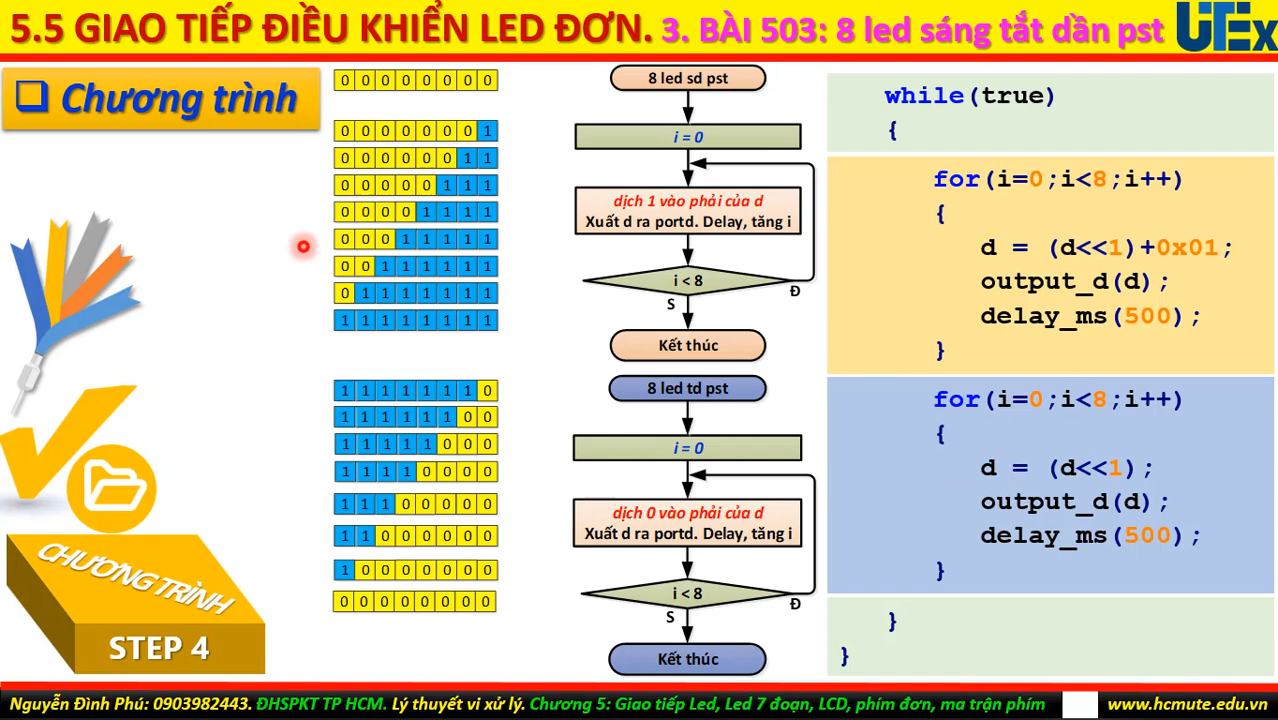 5.5 GIAO TIẾP ĐIỀU KHIỂN LED ĐƠN. 3. BÀI 503: 8 led sáng tắt dần pst
UTEx
Chương trình
0 0 0 0 0 0 0 0
0 0 0 0 0 0 0 1
0 0 0 0 0 0 1 1
0 0 0 0 0 1 1 1
0 0 0 0 1 1 1 1
0 0 0 1 1 1 1 1
0 0 1 1 1 1 1 1
0 1 1 1 1 1 1 1
1 1 1 1 1 1 1 1
1 1 1 1 1 1 1 0
1 1 1 1 1 1 0 0
1 1 1 1 1 0 0 0
1 1 1 1 0 0 0 0
1 1 1 0 0 0 0 0
1 1 0 0 0 0 0 0
1 0 0 0 0 0 0 0
0 0 0 0 0 0 0 0
8 led sd pst
i = 0
dịch 1 vào phải của d
Xuất d ra portd. Delay, tăng i
i < 8
Đ
S
Kết thúc
8 led td pst
i = 0
dịch 0 vào phải của d
Xuất d ra portd. Delay, tăng i
i < 8
Đ
S
Kết thúc
while(true)
{
for(i=0;i<8;i++)
{
d = (d<<1)+0x01;
output_d(d);
delay_ms(500);
}
for(i=0;i<8;i++)
{
d = (d<<1);
output_d(d);
delay_ms(500);
}
}
}
CHƯƠNG TRÌNH
STEP 4
Nguyễn Đình Phú: 0903982443. ĐHSPKT TP HCM. Lý thuyết vi xử lý. Chương 5: Giao tiếp Led, Led 7 đoạn, LCD, phím đơn, ma trận phím
www.hcmute.edu.vn